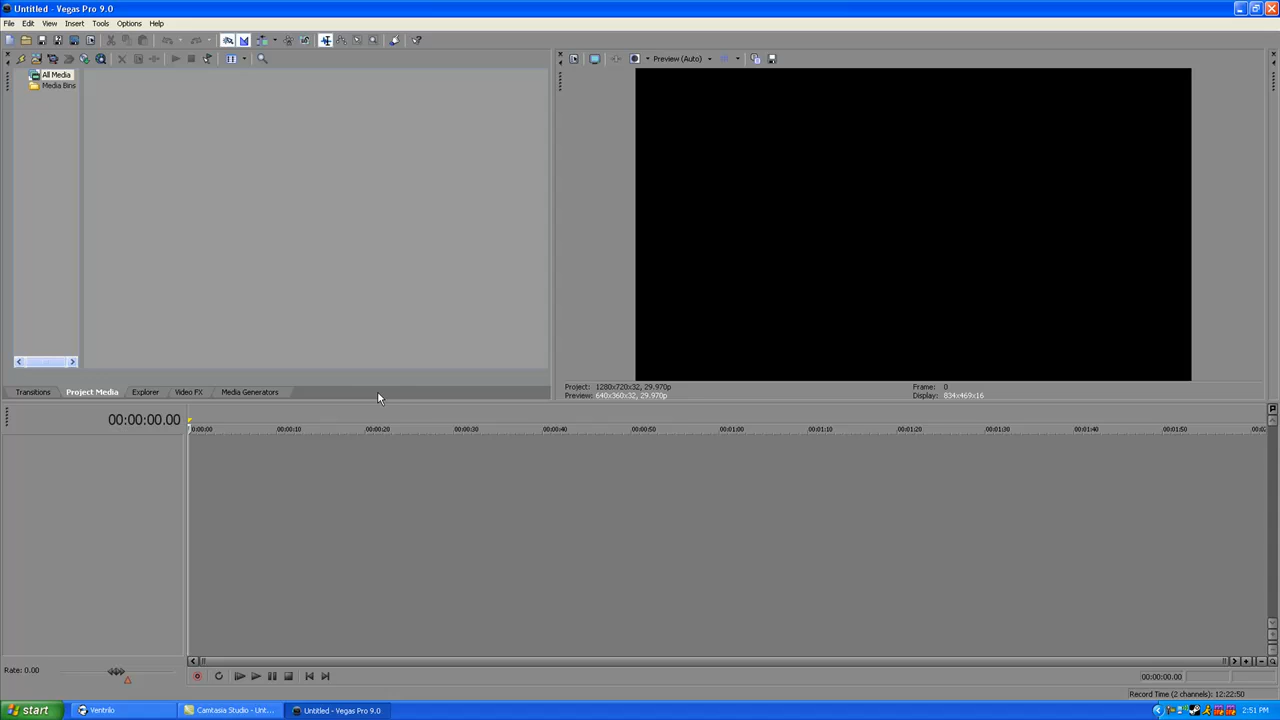 Untitled - Vegas Pro 9.0
File Edit View Insert Tools Options Help
Preview (Auto)
All Media
Media Bins
Project: 1280x720x32, 29.970p
Frame: 0
Preview: 640x360x32, 29.970p
Display: 834x469x16
Transitions Project Media Explorer Video FX Media Generators
00:00:00.00
0:00:00 00:00:10 00:00:20 00:00:30 00:00:40 00:00:50 00:01:00 00:01:10 00:01:20 00:01:30 00:01:40 00:01:50
Rate: 0.00
00:00:00.00
Record Time (2 channels): 12:22:50
start Ventrilo Camtasia Studio - Unt... Untitled - Vegas Pro 9.0 2:51 PM